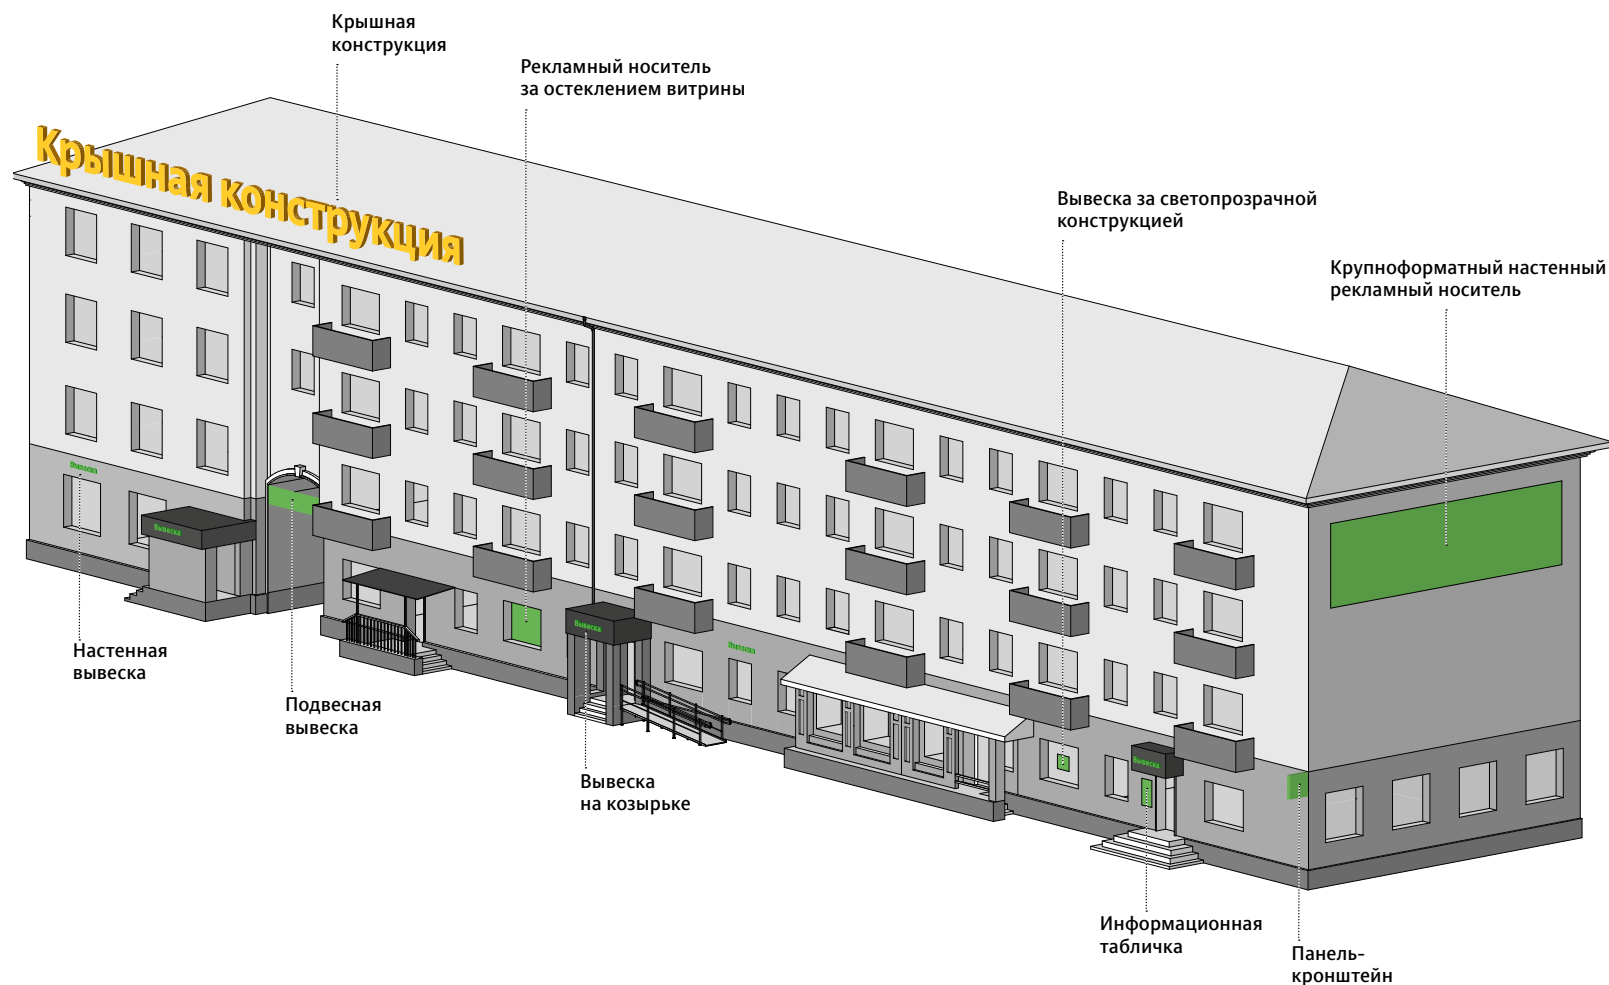 Крышная
конструкция
Рекламный носитель
за остеклением витрины
Крышная конструкция
Вывеска за светопрозрачной
конструкцией
Крупноформатный настенный
рекламный носитель
Вывеска
Вывеска
Вывеска
Вывеска
Вывеска
Вывеска
Настенная
вывеска
Подвесная
вывеска
Вывеска
на козырьке
Информационная
табличка
Панель-
кронштейн